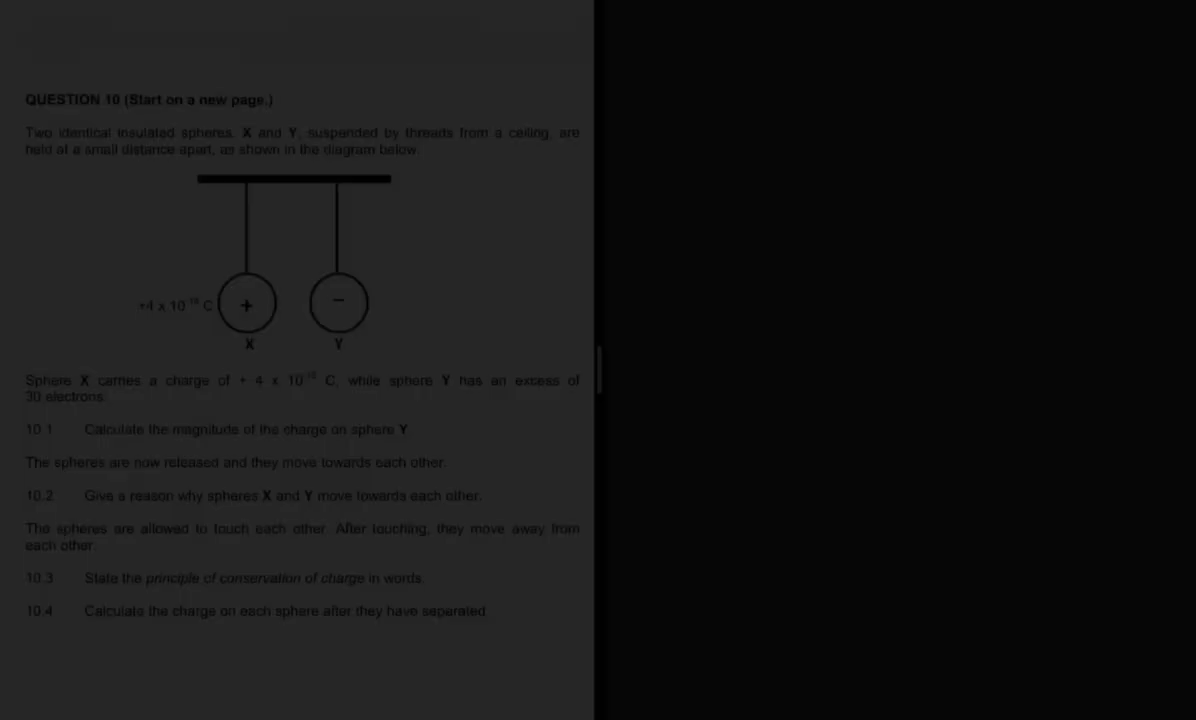 QUESTION 10 (Start on a new page.)
Two identical insulated spheres, X and Y, suspended by threads from a ceiling, are
held at a small distance apart, as shown in the diagram below.
+4 x 10 C
+
−
X
Y
Sphere X carries a charge of + 4 x 10 C, while sphere Y has an excess of
30 electrons.
10.1 Calculate the magnitude of the charge on sphere Y.
The spheres are now released and they move towards each other.
10.2 Give a reason why spheres X and Y move towards each other.
The spheres are allowed to touch each other. After touching, they move away from
each other.
10.3 State the principle of conservation of charge in words.
10.4 Calculate the charge on each sphere after they have separated.